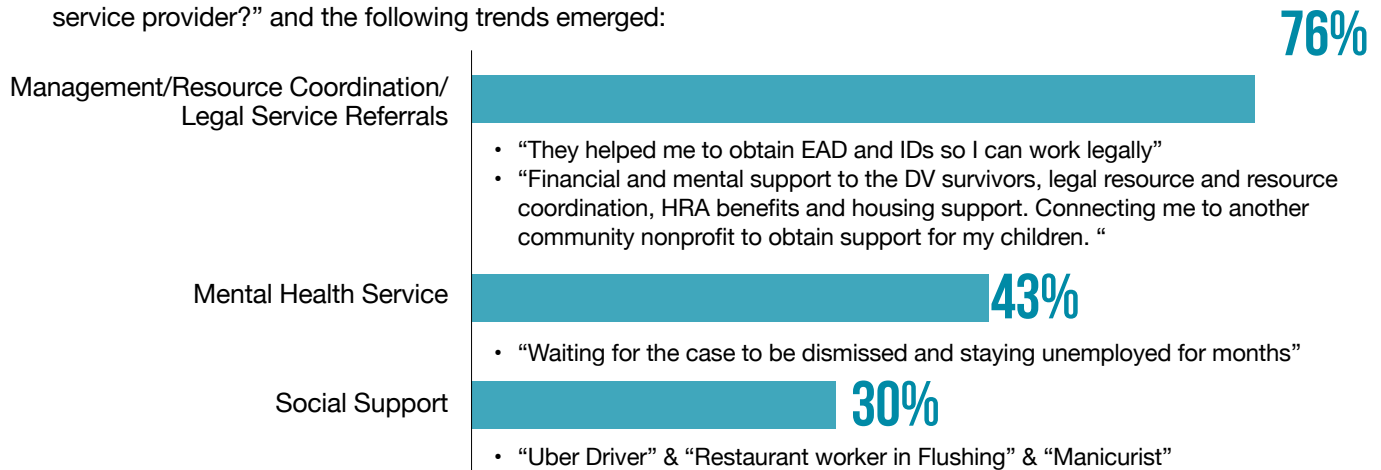 service provider?” and the following trends emerged:
76%
Management/Resource Coordination/
Legal Service Referrals
• “They helped me to obtain EAD and IDs so I can work legally”
• “Financial and mental support to the DV survivors, legal resource and resource
coordination, HRA benefits and housing support. Connecting me to another
community nonprofit to obtain support for my children. “
Mental Health Service
43%
• “Waiting for the case to be dismissed and staying unemployed for months”
Social Support
30%
• “Uber Driver” & “Restaurant worker in Flushing” & “Manicurist”